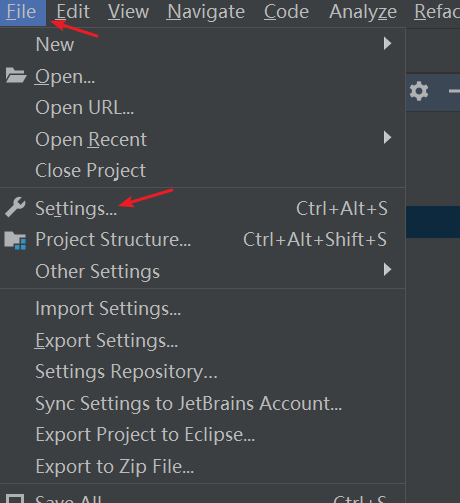 File Edit View Navigate Code Analyze Refac
New
Open...
Open URL...
Open Recent
Close Project
Settings... Ctrl+Alt+S
Project Structure... Ctrl+Alt+Shift+S
Other Settings
Import Settings...
Export Settings...
Settings Repository...
Sync Settings to JetBrains Account...
Export Project to Eclipse...
Export to Zip File...
Save All Ctrl+S